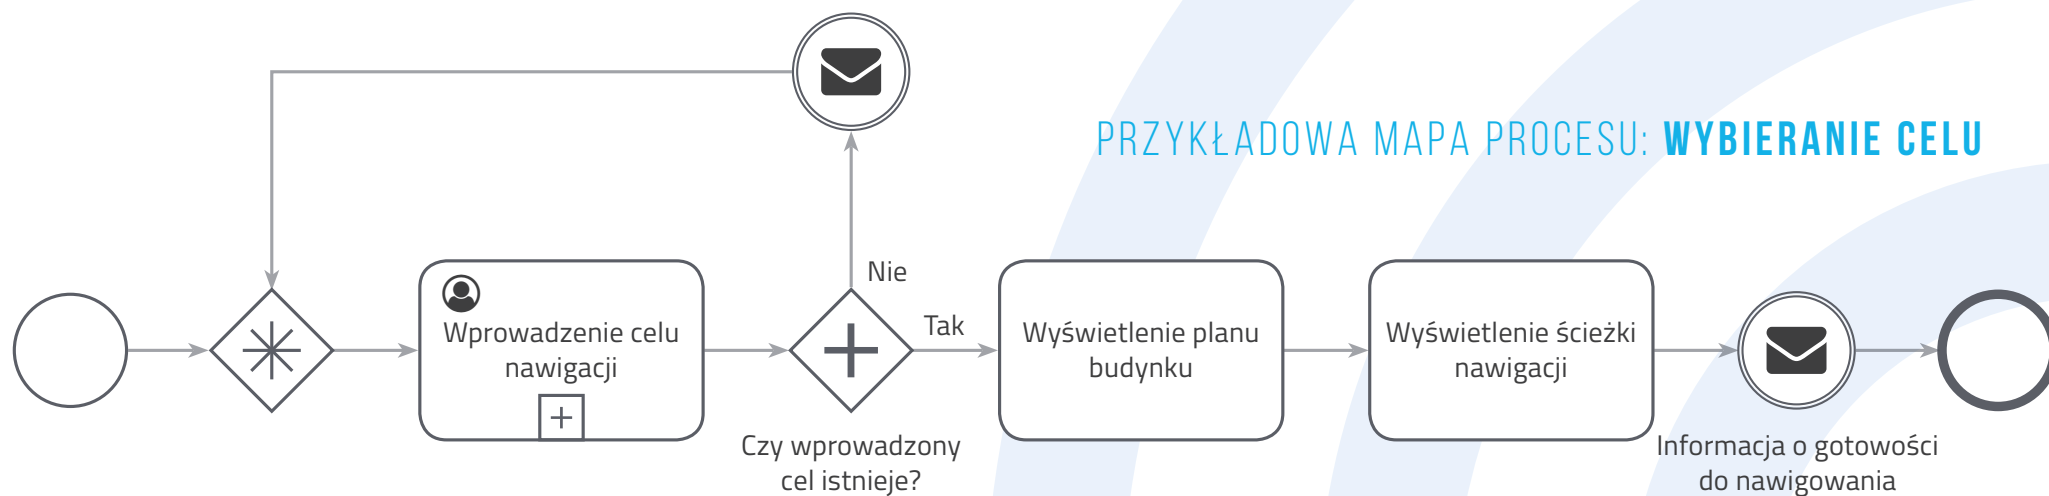 PRZYKŁADOWA MAPA PROCESU: WYBIERANIE CELU
Nie
Wprowadzenie celu
nawigacji
Tak
Wyświetlenie planu
budynku
Wyświetlenie ścieżki
nawigacji
Czy wprowadzony
cel istnieje?
Informacja o gotowości
do nawigowania